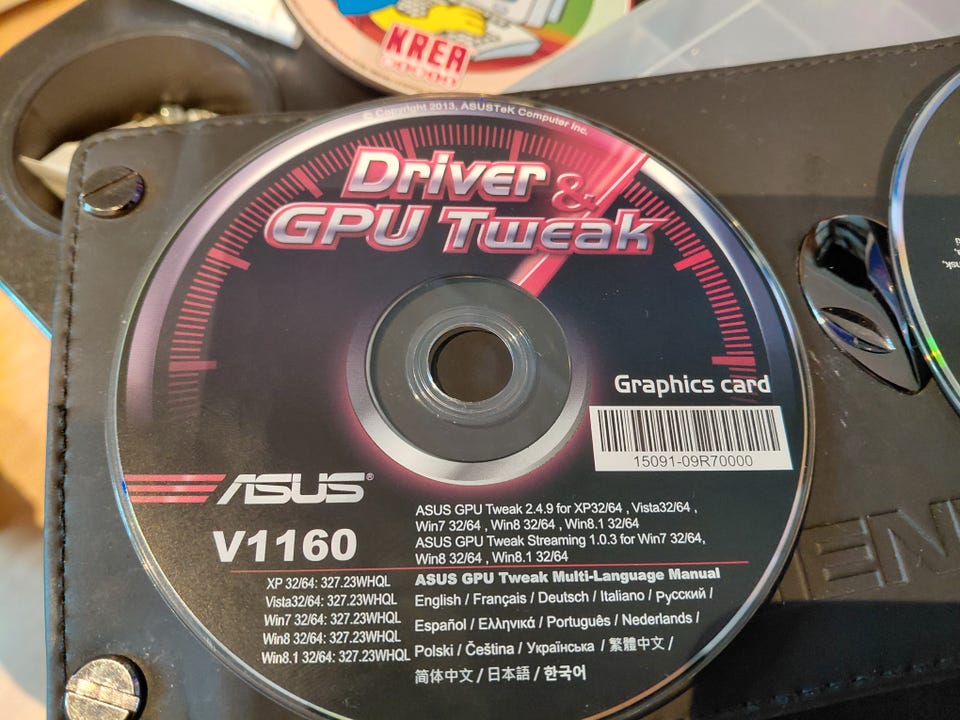 KREA
© Copyright 2013, ASUSTeK Computer Inc.
Driver &
GPU Tweak
Graphics card
15091-09R70000
ASUS®
V1160
ASUS GPU Tweak 2.4.9 for XP32/64 , Vista32/64 ,
Win7 32/64 , Win8 32/64 , Win8.1 32/64
ASUS GPU Tweak Streaming 1.0.3 for Win7 32/64,
Win8 32/64 , Win8.1 32/64
XP 32/64: 327.23WHQL
Vista32/64: 327.23WHQL
Win7 32/64: 327.23WHQL
Win8 32/64: 327.23WHQL
Win8.1 32/64: 327.23WHQL
ASUS GPU Tweak Multi-Language Manual
English / Français / Deutsch / Italiano / Русский /
Español / Ελληνικά / Português / Nederlands /
Polski / Čeština / Українська / 繁體中文 /
简体中文 / 日本語 / 한국어